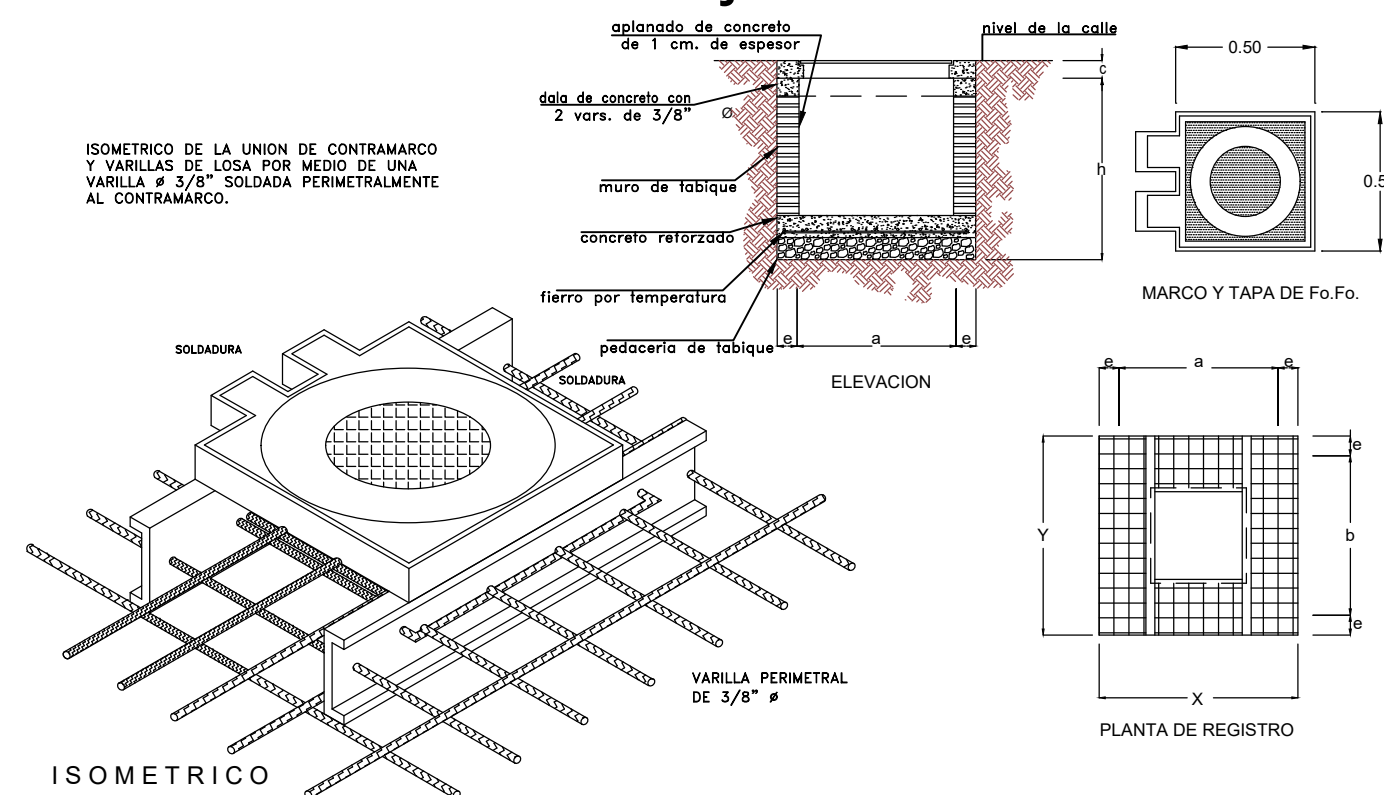 aplanado de concreto
de 1 cm. de espesor
nivel de la calle
dala de concreto con
2 vars. de 3/8” Ø
muro de tabique
concreto reforzado
fierro por temperatura
pedaceria de tabique
c
h
e
a
e
ELEVACION
0.50
MARCO Y TAPA DE Fo.Fo.
ISOMETRICO DE LA UNION DE CONTRAMARCO
Y VARILLAS DE LOSA POR MEDIO DE UNA
VARILLA Ø 3/8” SOLDADA PERIMETRALMENTE
AL CONTRAMARCO.
SOLDADURA
SOLDADURA
VARILLA PERIMETRAL
DE 3/8” Ø
ISOMETRICO
e
a
e
e
Y
b
e
X
PLANTA DE REGISTRO